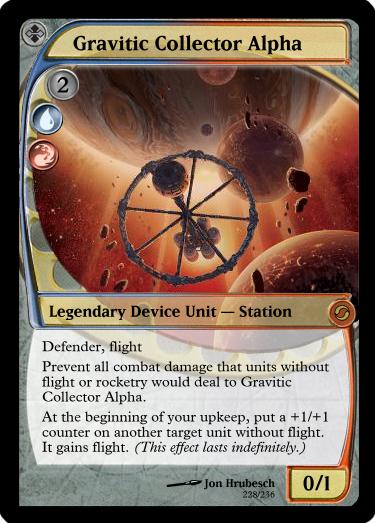 Gravitic Collector Alpha
2
Legendary Device Unit — Station
Defender, flight
Prevent all combat damage that units without
flight or rocketry would deal to Gravitic
Collector Alpha.
At the beginning of your upkeep, put a +1/+1
counter on another target unit without flight.
It gains flight. (This effect lasts indefinitely.)
Jon Hrubesch
228/236
0/1